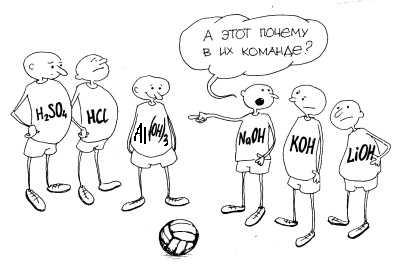 А ЭТОТ ПОЧЕМУ
В ИХ КОМАНДЕ?
H₂SO₄
HCl
Al(OH)₃
NaOH
KOH
LiOH